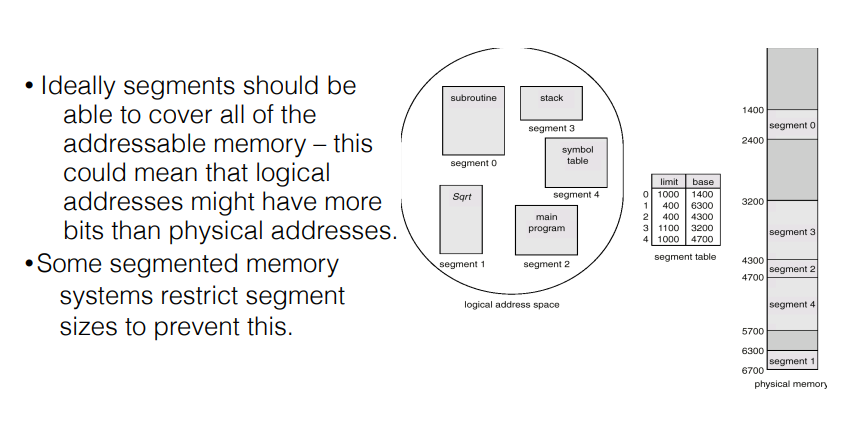 • Ideally segments should be
able to cover all of the
addressable memory – this
could mean that logical
addresses might have more
bits than physical addresses.
• Some segmented memory
systems restrict segment
sizes to prevent this.
subroutine
segment 0
stack
segment 3
symbol
table
segment 4
Sqrt
segment 1
main
program
segment 2
logical address space
limit base
0 1000 1400
1 400 6300
2 400 4300
3 1100 3200
4 1000 4700
segment table
1400
segment 0
2400
3200
segment 3
4300
segment 2
4700
segment 4
5700
6300
segment 1
6700
physical memory